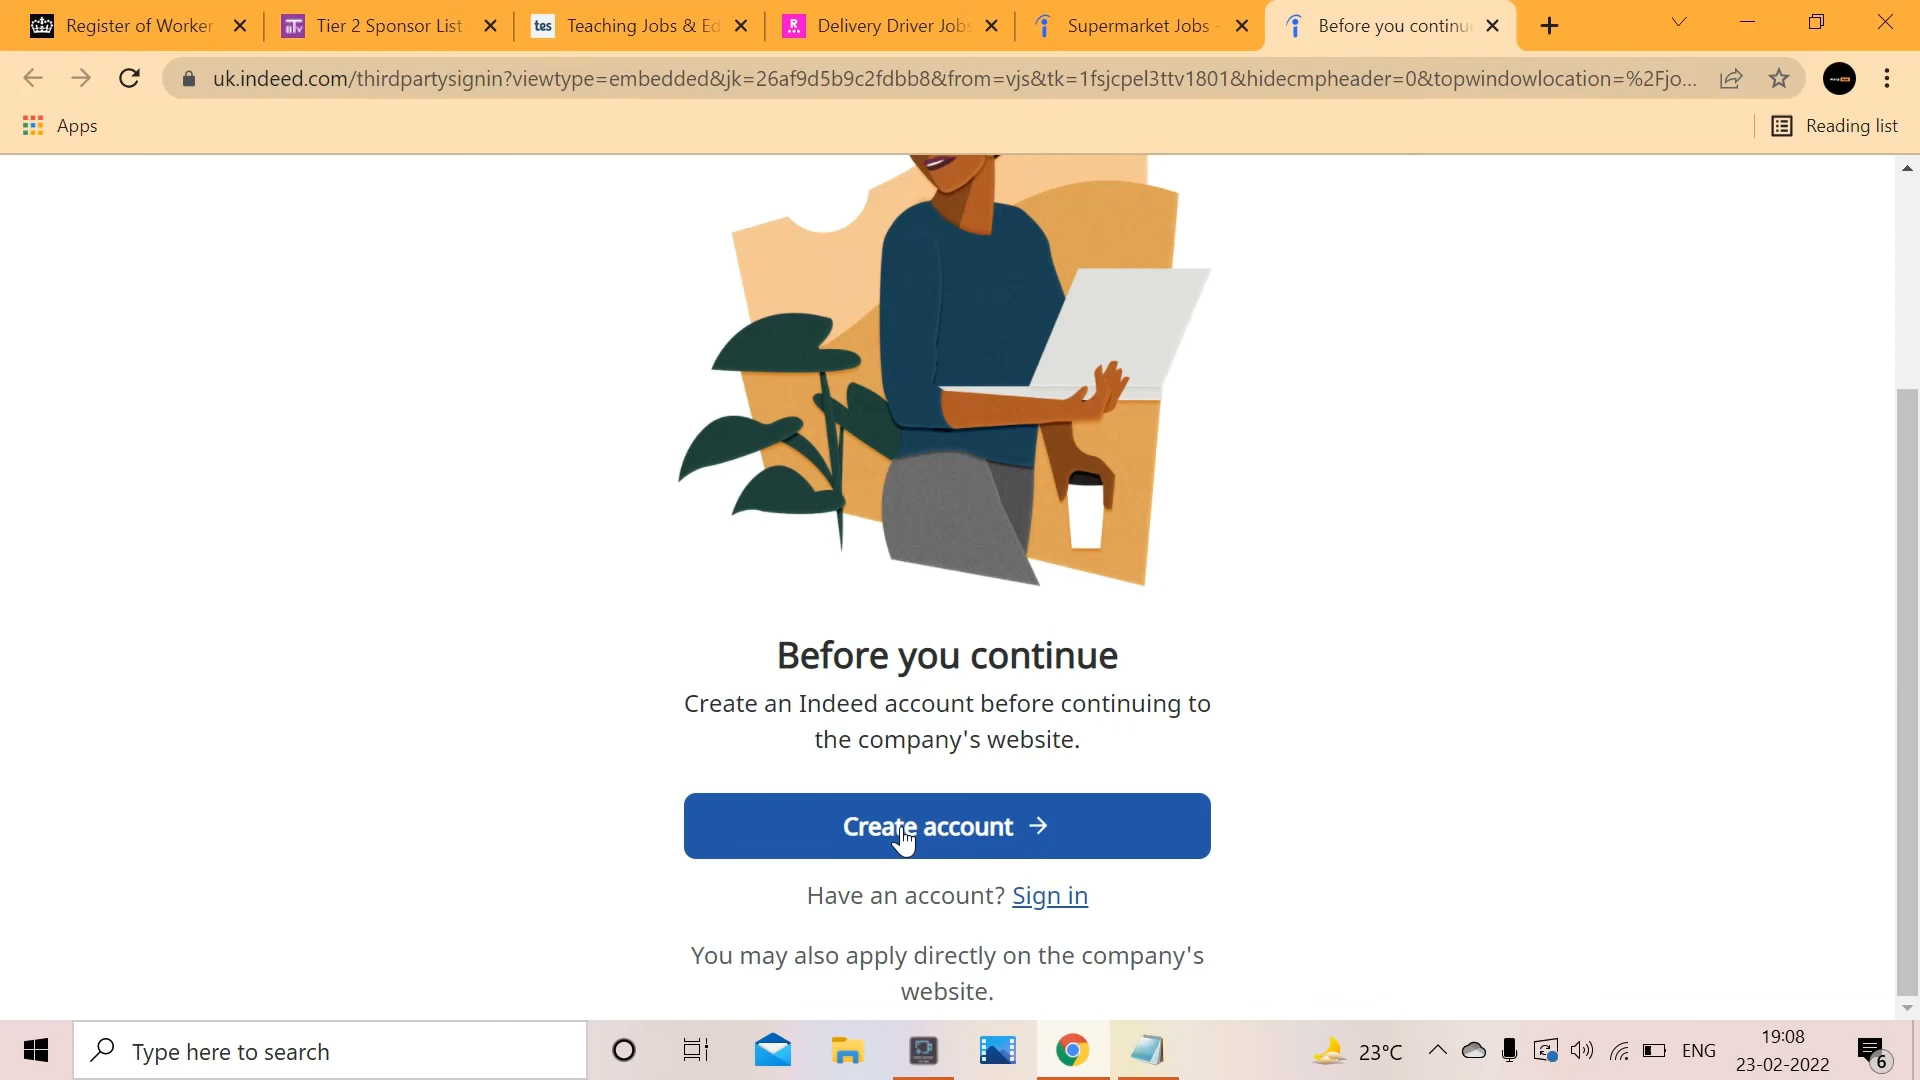 Register of Worker
Tier 2 Sponsor List
tes
Teaching Jobs & Ed
R.
Delivery Driver Jobs
Supermarket Jobs -
Before you continu
uk.indeed.com/thirdpartysignin?viewtype=embedded&jk=26af9d5b9c2fdbb8&from=vjs&tk=1fsjcpel3ttv1801&hidecmpheader=0&topwindowlocation=%2Fjo...
Apps
Reading list
Before you continue
Create an Indeed account before continuing to
the company's website.
Create account
Have an account? Sign in
You may also apply directly on the company's
website.
Type here to search
23°C
ENG
19:08
23-02-2022
6